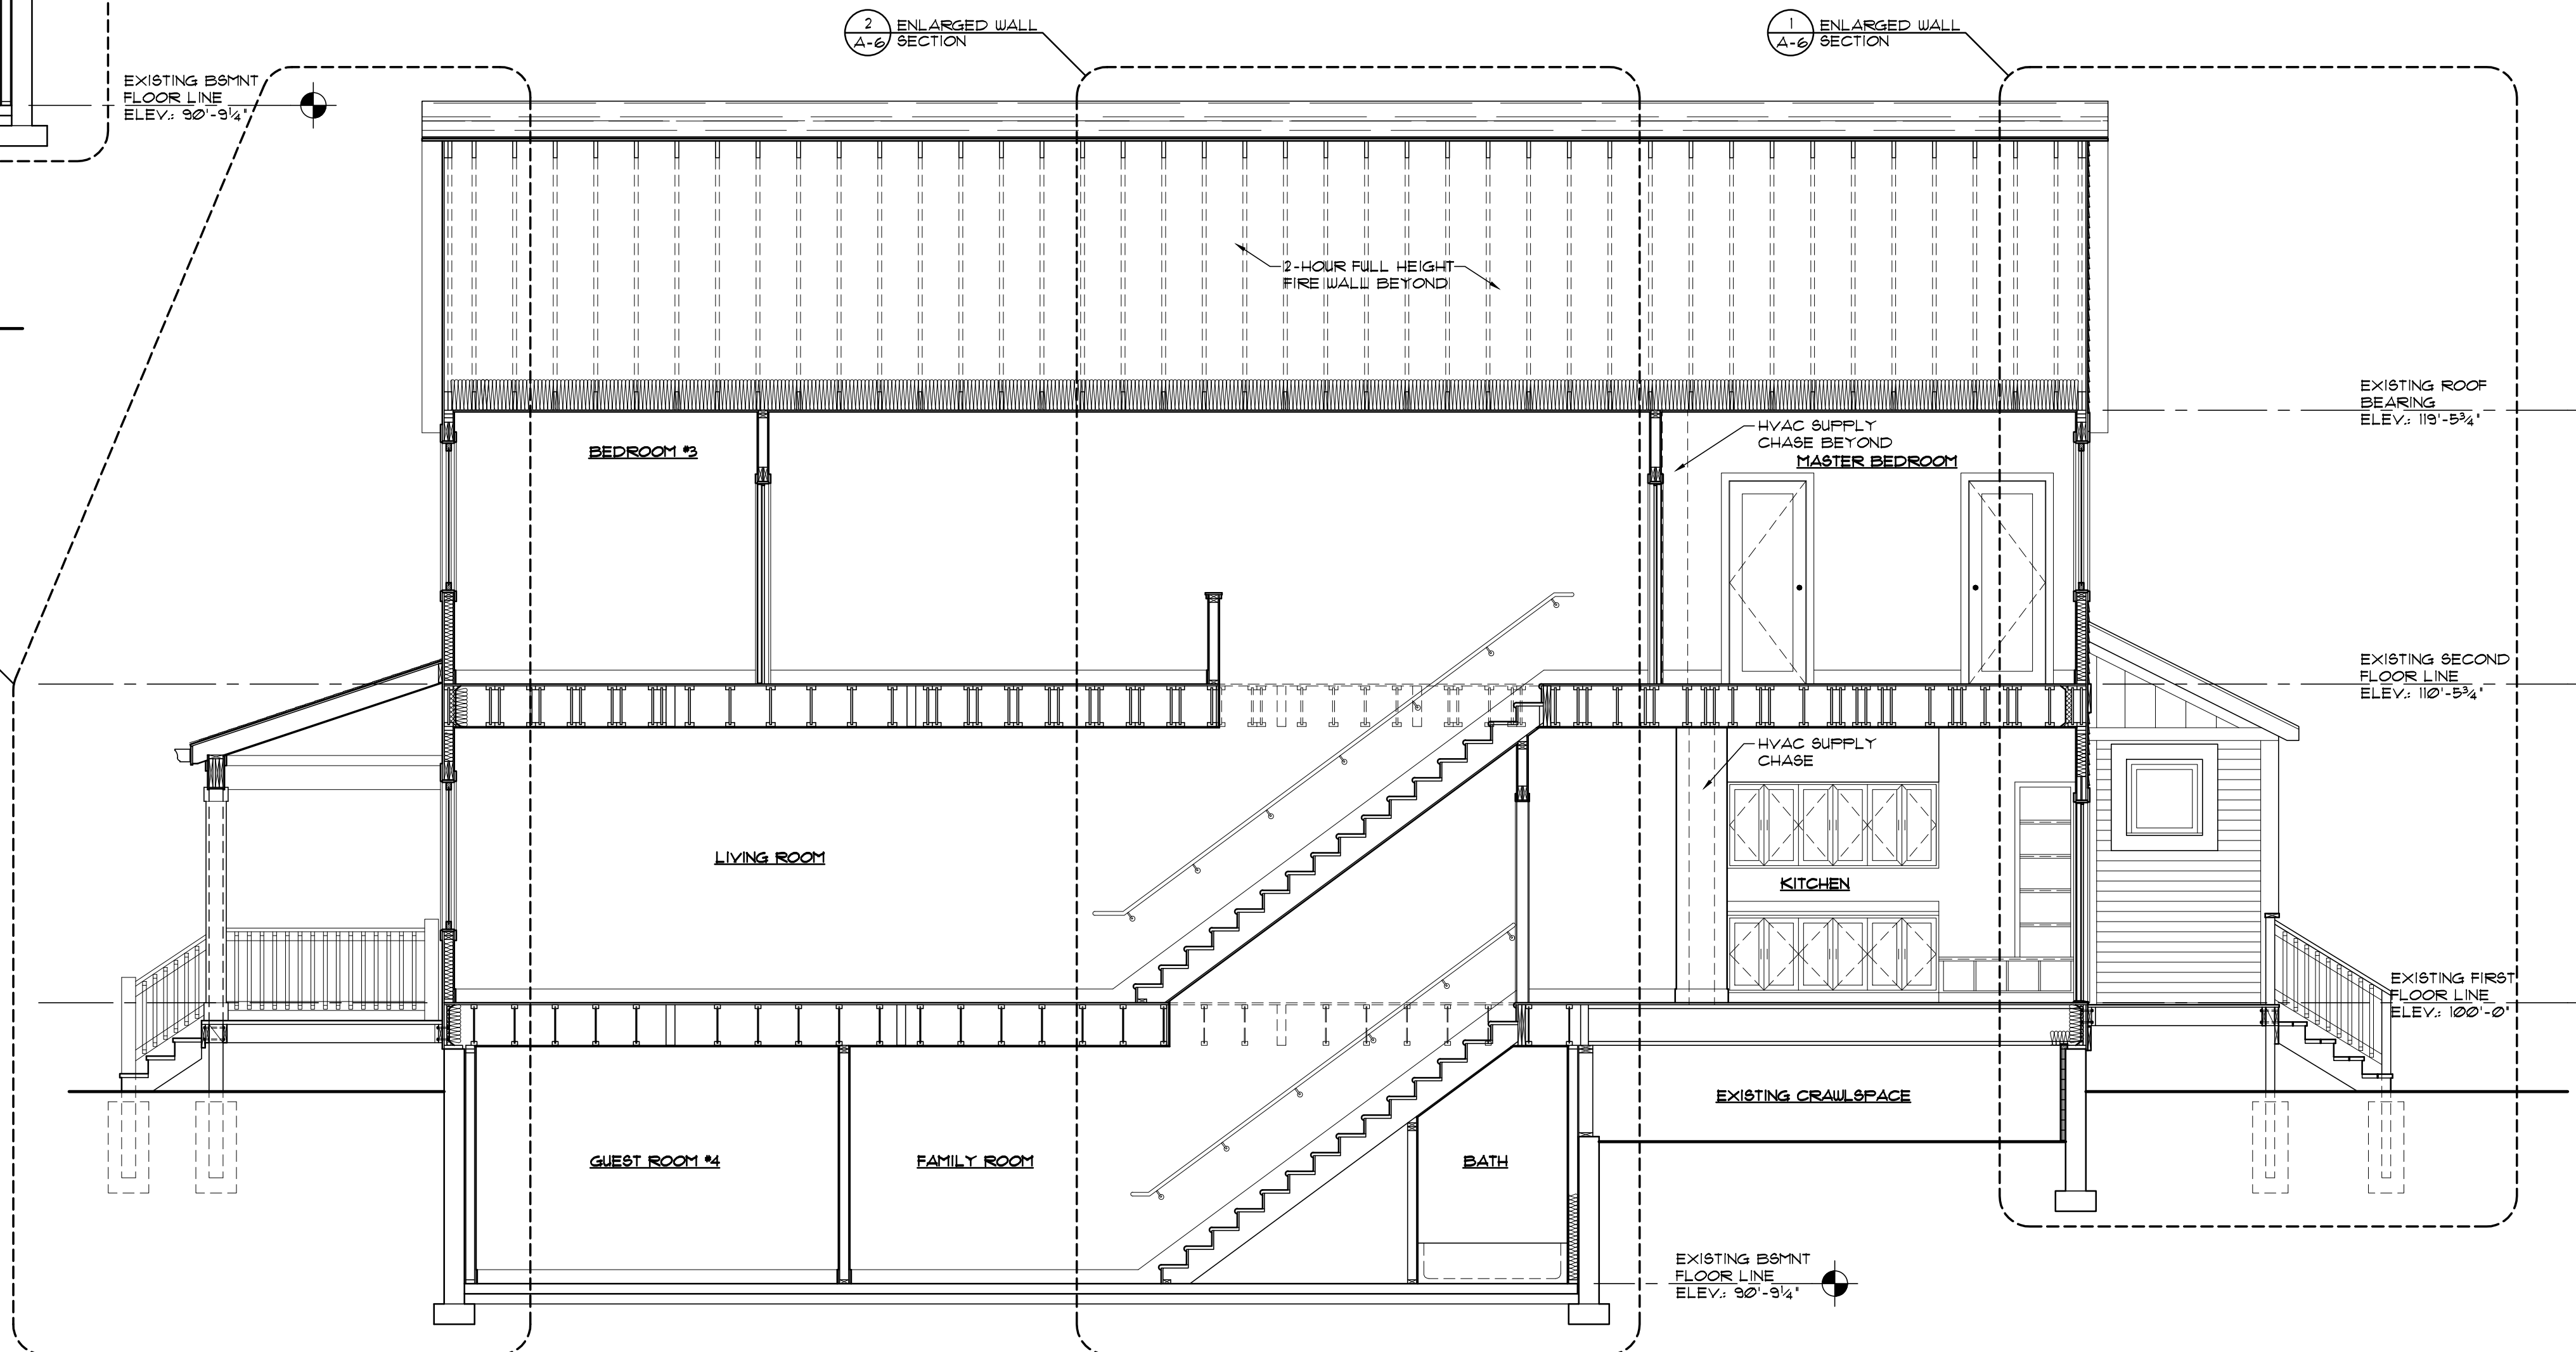 2
A-6
ENLARGED WALL
SECTION
1
A-6
ENLARGED WALL
SECTION
EXISTING BSMNT
FLOOR LINE
ELEV.: 90'-9¼"
2-HOUR FULL HEIGHT
FIRE WALL BEYOND
EXISTING ROOF
BEARING
ELEV.: 119'-5¾"
BEDROOM #3
HVAC SUPPLY
CHASE BEYOND
MASTER BEDROOM
EXISTING SECOND
FLOOR LINE
ELEV.: 110'-5¾"
HVAC SUPPLY
CHASE
LIVING ROOM
KITCHEN
EXISTING FIRST
FLOOR LINE
ELEV.: 100'-0"
EXISTING CRAWLSPACE
GUEST ROOM #4
FAMILY ROOM
BATH
EXISTING BSMNT
FLOOR LINE
ELEV.: 90'-9¼"